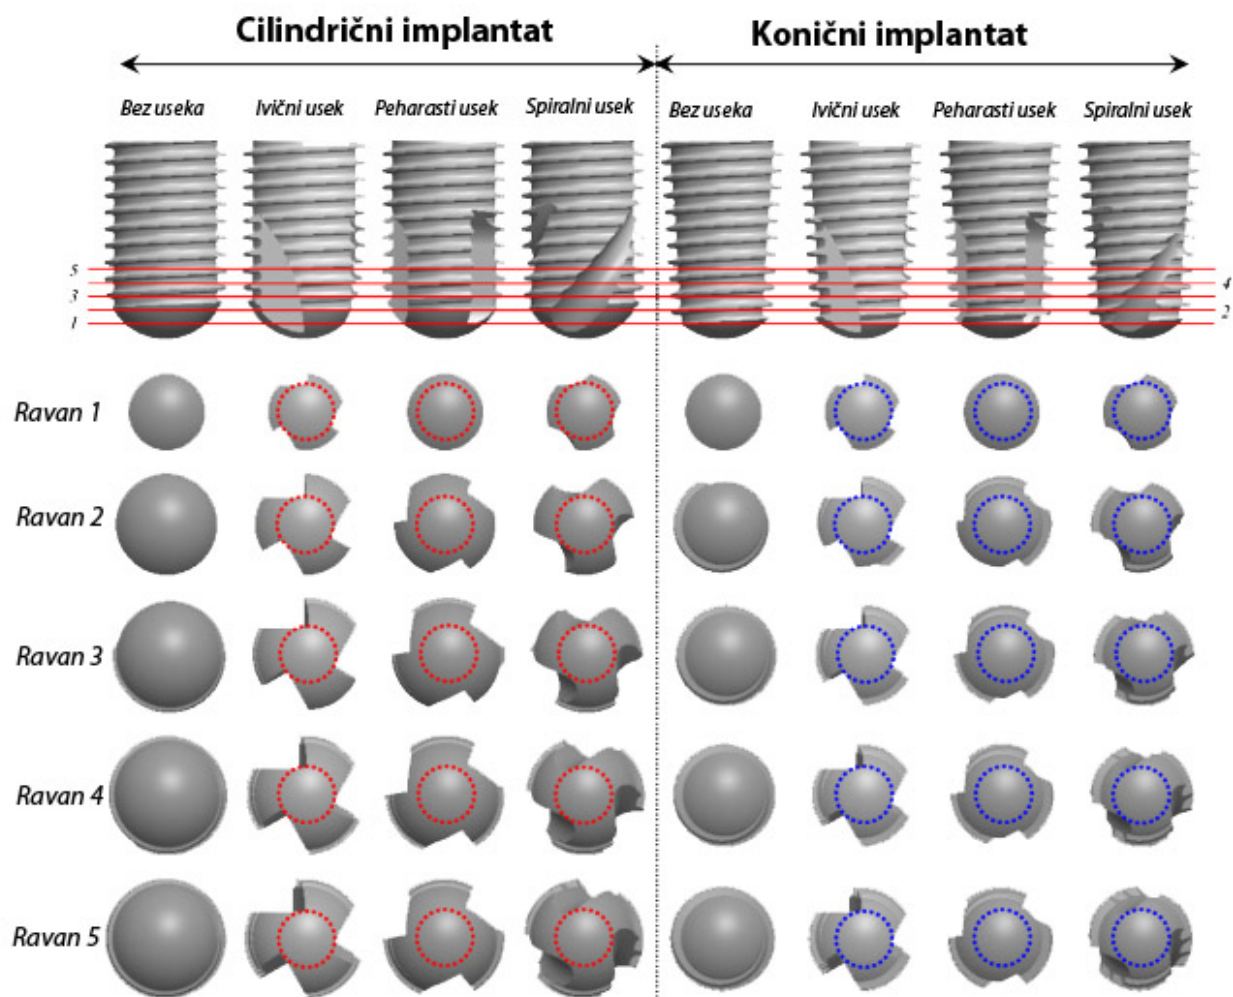 Cilindrični implantat Konični implantat
Bez useka Ivični usek Peharasti usek Spiralni usek Bez useka Ivični usek Peharasti usek Spiralni usek
5
4
3
2
1
Ravan 1
Ravan 2
Ravan 3
Ravan 4
Ravan 5